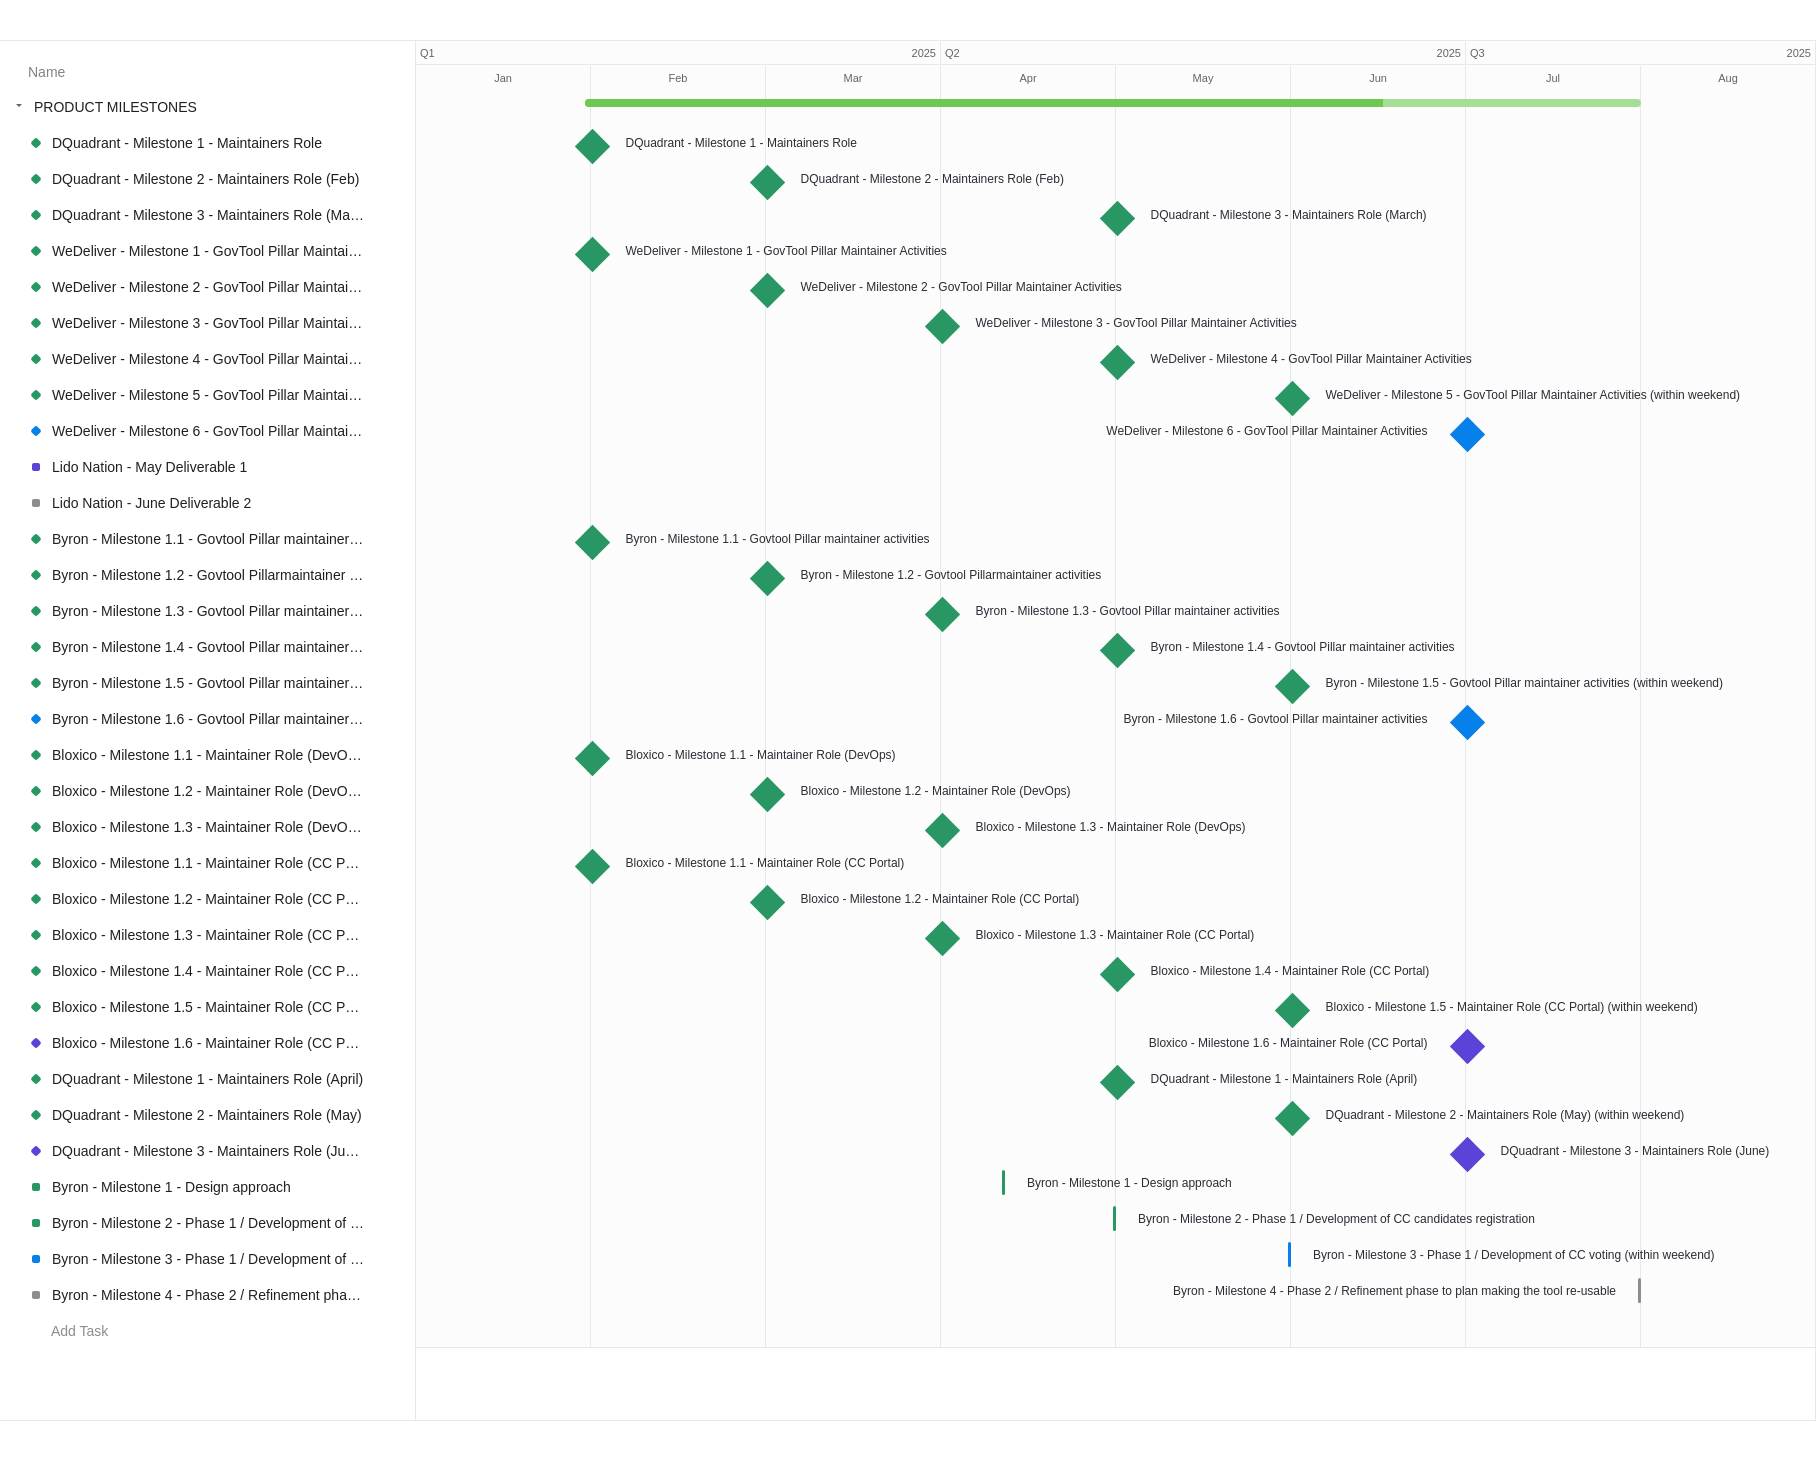 Q1 2025 Q2 2025 Q3 2025
Name
Jan Feb Mar Apr May Jun Jul Aug
PRODUCT MILESTONES
DQuadrant - Milestone 1 - Maintainers Role DQuadrant - Milestone 1 - Maintainers Role
DQuadrant - Milestone 2 - Maintainers Role (Feb) DQuadrant - Milestone 2 - Maintainers Role (Feb)
DQuadrant - Milestone 3 - Maintainers Role (Ma… DQuadrant - Milestone 3 - Maintainers Role (March)
WeDeliver - Milestone 1 - GovTool Pillar Maintai… WeDeliver - Milestone 1 - GovTool Pillar Maintainer Activities
WeDeliver - Milestone 2 - GovTool Pillar Maintai… WeDeliver - Milestone 2 - GovTool Pillar Maintainer Activities
WeDeliver - Milestone 3 - GovTool Pillar Maintai… WeDeliver - Milestone 3 - GovTool Pillar Maintainer Activities
WeDeliver - Milestone 4 - GovTool Pillar Maintai… WeDeliver - Milestone 4 - GovTool Pillar Maintainer Activities
WeDeliver - Milestone 5 - GovTool Pillar Maintai… WeDeliver - Milestone 5 - GovTool Pillar Maintainer Activities (within weekend)
WeDeliver - Milestone 6 - GovTool Pillar Maintai… WeDeliver - Milestone 6 - GovTool Pillar Maintainer Activities
Lido Nation - May Deliverable 1
Lido Nation - June Deliverable 2
Byron - Milestone 1.1 - Govtool Pillar maintainer… Byron - Milestone 1.1 - Govtool Pillar maintainer activities
Byron - Milestone 1.2 - Govtool Pillarmaintainer … Byron - Milestone 1.2 - Govtool Pillarmaintainer activities
Byron - Milestone 1.3 - Govtool Pillar maintainer… Byron - Milestone 1.3 - Govtool Pillar maintainer activities
Byron - Milestone 1.4 - Govtool Pillar maintainer… Byron - Milestone 1.4 - Govtool Pillar maintainer activities
Byron - Milestone 1.5 - Govtool Pillar maintainer… Byron - Milestone 1.5 - Govtool Pillar maintainer activities (within weekend)
Byron - Milestone 1.6 - Govtool Pillar maintainer… Byron - Milestone 1.6 - Govtool Pillar maintainer activities
Bloxico - Milestone 1.1 - Maintainer Role (DevO… Bloxico - Milestone 1.1 - Maintainer Role (DevOps)
Bloxico - Milestone 1.2 - Maintainer Role (DevO… Bloxico - Milestone 1.2 - Maintainer Role (DevOps)
Bloxico - Milestone 1.3 - Maintainer Role (DevO… Bloxico - Milestone 1.3 - Maintainer Role (DevOps)
Bloxico - Milestone 1.1 - Maintainer Role (CC P… Bloxico - Milestone 1.1 - Maintainer Role (CC Portal)
Bloxico - Milestone 1.2 - Maintainer Role (CC P… Bloxico - Milestone 1.2 - Maintainer Role (CC Portal)
Bloxico - Milestone 1.3 - Maintainer Role (CC P… Bloxico - Milestone 1.3 - Maintainer Role (CC Portal)
Bloxico - Milestone 1.4 - Maintainer Role (CC P… Bloxico - Milestone 1.4 - Maintainer Role (CC Portal)
Bloxico - Milestone 1.5 - Maintainer Role (CC P… Bloxico - Milestone 1.5 - Maintainer Role (CC Portal) (within weekend)
Bloxico - Milestone 1.6 - Maintainer Role (CC P… Bloxico - Milestone 1.6 - Maintainer Role (CC Portal)
DQuadrant - Milestone 1 - Maintainers Role (April) DQuadrant - Milestone 1 - Maintainers Role (April)
DQuadrant - Milestone 2 - Maintainers Role (May) DQuadrant - Milestone 2 - Maintainers Role (May) (within weekend)
DQuadrant - Milestone 3 - Maintainers Role (Ju… DQuadrant - Milestone 3 - Maintainers Role (June)
Byron - Milestone 1 - Design approach Byron - Milestone 1 - Design approach
Byron - Milestone 2 - Phase 1 / Development of … Byron - Milestone 2 - Phase 1 / Development of CC candidates registration
Byron - Milestone 3 - Phase 1 / Development of … Byron - Milestone 3 - Phase 1 / Development of CC voting (within weekend)
Byron - Milestone 4 - Phase 2 / Refinement pha… Byron - Milestone 4 - Phase 2 / Refinement phase to plan making the tool re-usable
Add Task